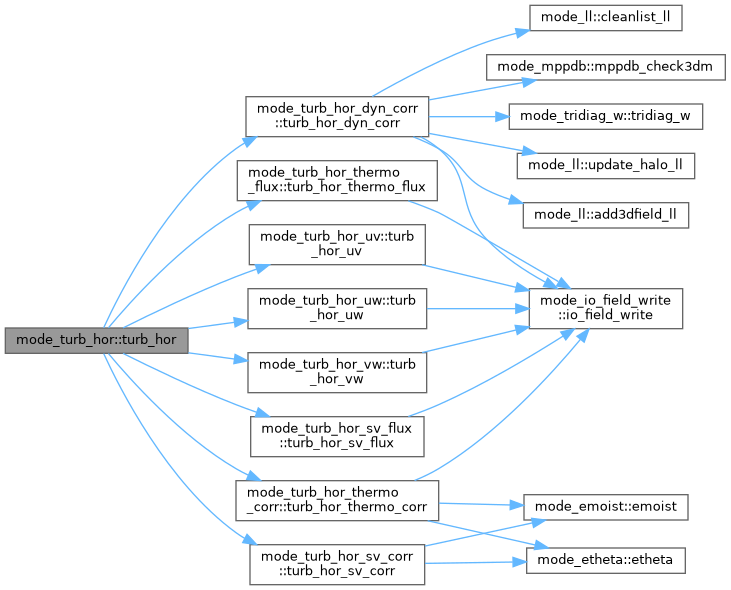 mode_turb_hor::turb_hor
mode_turb_hor_dyn_corr
::turb_hor_dyn_corr
mode_turb_hor_thermo
_flux::turb_hor_thermo_flux
mode_turb_hor_uv::turb
_hor_uv
mode_turb_hor_uw::turb
_hor_uw
mode_turb_hor_vw::turb
_hor_vw
mode_turb_hor_sv_flux
::turb_hor_sv_flux
mode_turb_hor_thermo
_corr::turb_hor_thermo_corr
mode_turb_hor_sv_corr
::turb_hor_sv_corr
mode_ll::cleanlist_ll
mode_mppdb::mppdb_check3dm
mode_tridiag_w::tridiag_w
mode_ll::update_halo_ll
mode_ll::add3dfield_ll
mode_io_field_write
::io_field_write
mode_emoist::emoist
mode_etheta::etheta